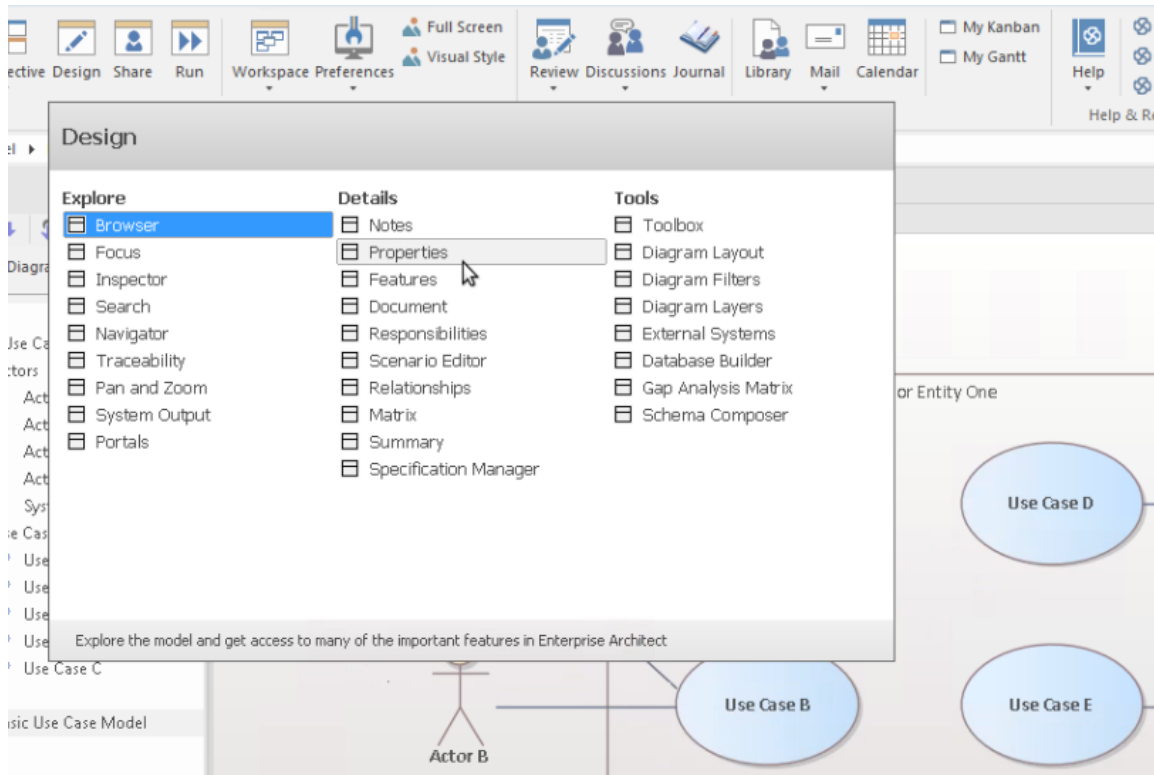 Full Screen
My Kanban
Visual Style
My Gantt
Design Share Run Workspace Preferences Review Discussions Journal Library Mail Calendar Help
Help &
Design
Explore
Browser
Focus
Inspector
Search
Navigator
Traceability
Pan and Zoom
System Output
Portals
Details
Notes
Properties
Features
Document
Responsibilities
Scenario Editor
Relationships
Matrix
Summary
Specification Manager
Tools
Toolbox
Diagram Layout
Diagram Filters
Diagram Layers
External Systems
Database Builder
Gap Analysis Matrix
Schema Composer
Explore the model and get access to many of the important features in Enterprise Architect
Use Case C
Use Case Model
or Entity One
Use Case D
Use Case B
Use Case E
Actor B